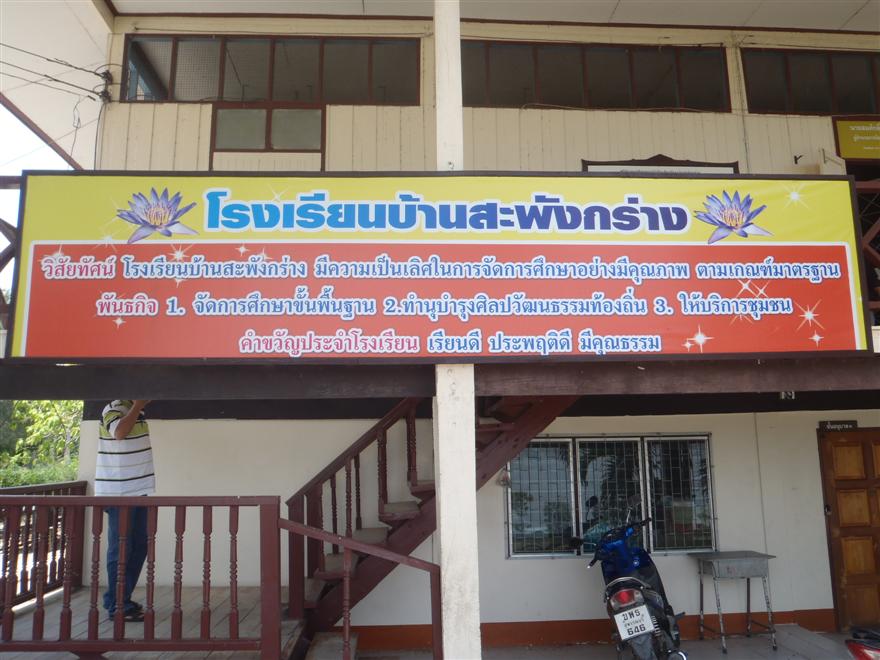 โรงเรียนบ้านสะพังกร่าง
วิสัยทัศน์ โรงเรียนบ้านสะพังกร่าง มีความเป็นเลิศในการจัดการศึกษาอย่างมีคุณภาพ ตามเกณฑ์มาตรฐาน
พันธกิจ 1. จัดการศึกษาขั้นพื้นฐาน 2.ทำนุบำรุงศิลปวัฒนธรรมท้องถิ่น 3. ให้บริการชุมชน
คำขวัญประจำโรงเรียน เรียนดี ประพฤติดี มีคุณธรรม
646